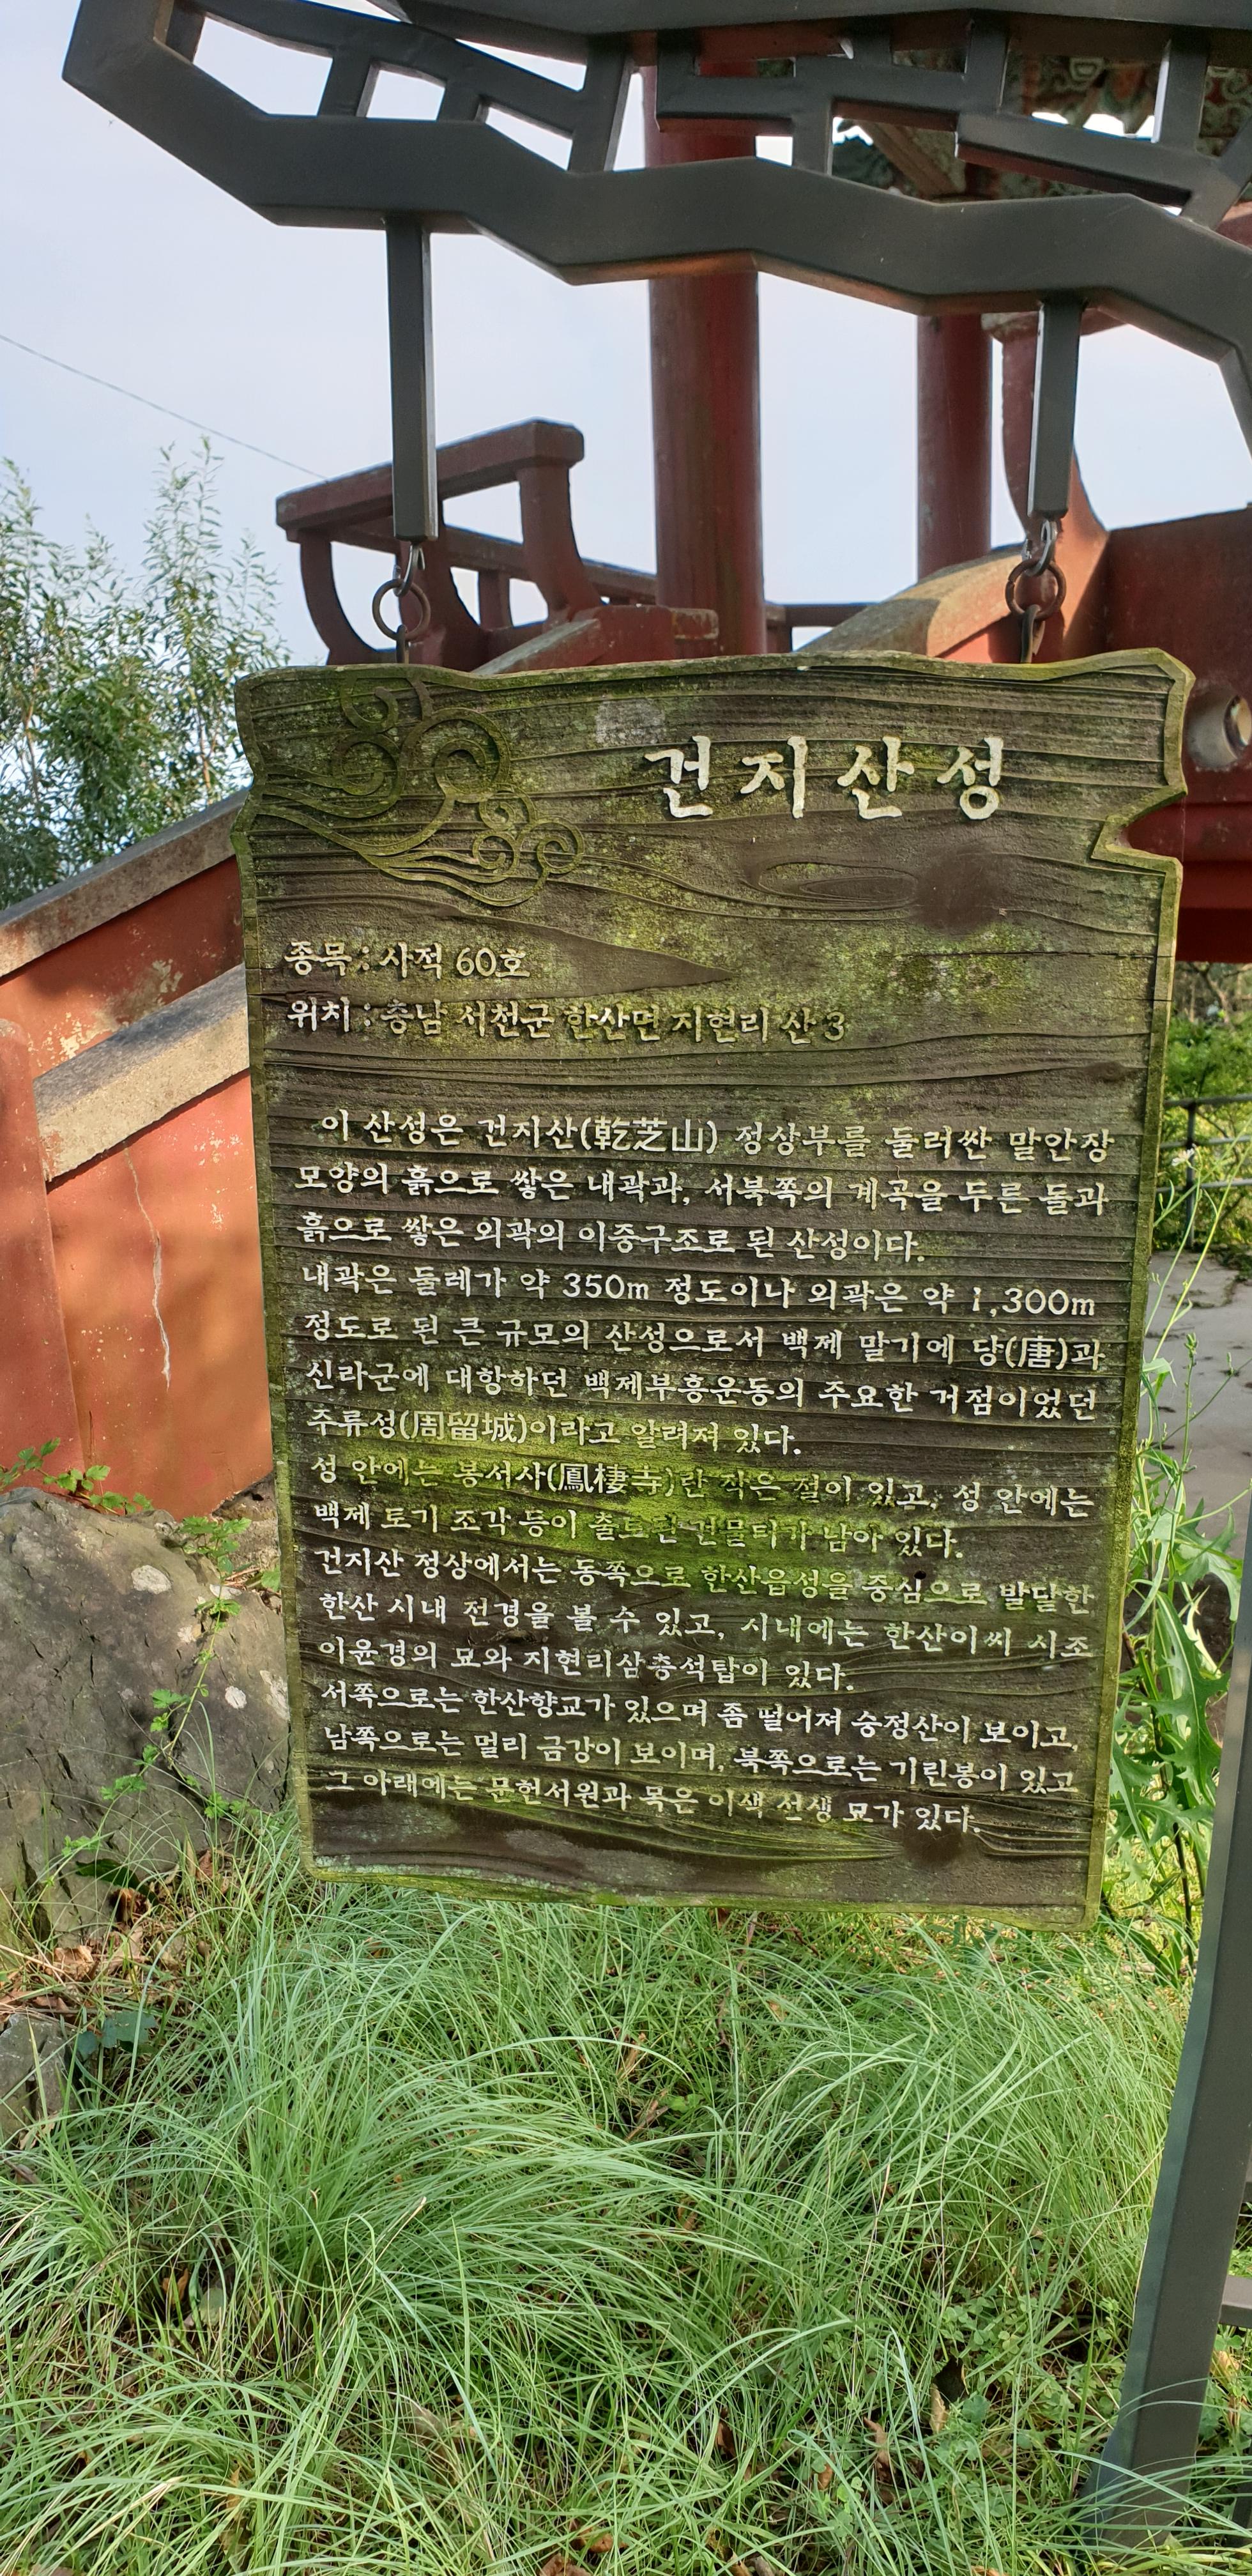 건지산성
종목 : 사적 60호
위치 : 충남 서천군 한산면 지현리 산 3
이 산성은 건지산(乾芝山) 정상부를 둘러싼 말안장
모양의 흙으로 쌓은 내곽과, 서북쪽의 계곡을 두른 돌과
흙으로 쌓은 외곽의 이중구조로 된 산성이다.
내곽은 둘레가 약 350m 정도이나 외곽은 약 1,300m
정도로 된 큰 규모의 산성으로서 백제 말기에 당(唐)과
신라군에 대항하던 백제부흥운동의 주요한 거점이었던
주류성(周留城)이라고 알려져 있다.
성 안에는 봉서사(鳳棲寺)란 작은 절이 있고, 성 안에는
백제 토기 조각 등이 출토된 건물터가 남아 있다.
건지산 정상에서는 동쪽으로 한산읍성을 중심으로 발달한
한산 시내 전경을 볼 수 있고, 시내에는 한산이씨 시조
이윤경의 묘와 지현리삼층석탑이 있다.
서쪽으로는 한산향교가 있으며 좀 떨어져 숭정산이 보이고,
남쪽으로는 멀리 금강이 보이며, 북쪽으로는 기린봉이 있고
그 아래에는 문헌서원과 목은 이색 선생 묘가 있다.